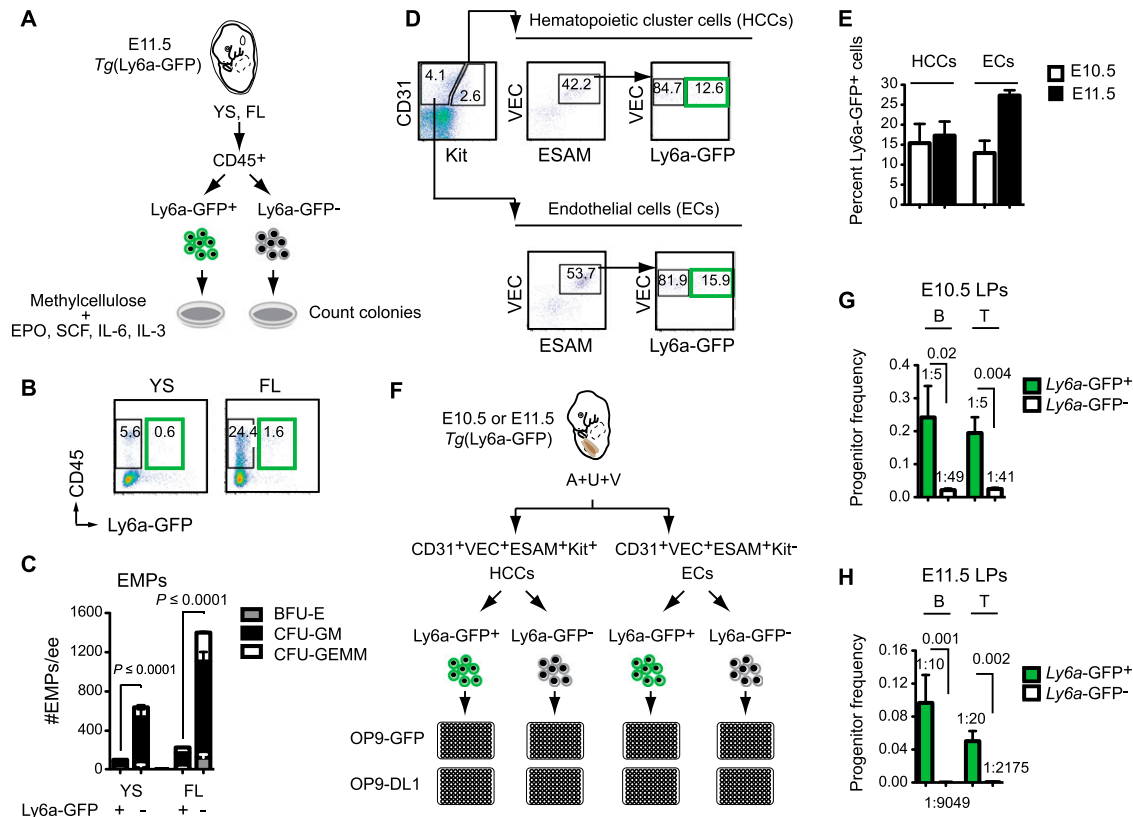 A
E11.5
Tg(Ly6a-GFP)
YS, FL
CD45+
Ly6a-GFP+ Ly6a-GFP-
Methylcellulose
+
EPO, SCF, IL-6, IL-3
Count colonies
B
YS FL
5.6 0.6 24.4 1.6
CD45
Ly6a-GFP
C
EMPs
P ≤ 0.0001
P ≤ 0.0001
BFU-E
CFU-GM
CFU-GEMM
#EMPs/ee
1600
1200
800
400
0
YS FL
Ly6a-GFP + - + -
D
Hematopoietic cluster cells (HCCs)
4.1
2.6
42.2
84.7 12.6
CD31
VEC
VEC
Kit ESAM Ly6a-GFP
Endothelial cells (ECs)
53.7
81.9 15.9
VEC
VEC
ESAM Ly6a-GFP
E
HCCs ECs
E10.5
E11.5
Percent Ly6a-GFP+ cells
30
25
20
15
10
5
0
F
E10.5 or E11.5
Tg(Ly6a-GFP)
A+U+V
CD31+VEC+ESAM+Kit+ CD31+VEC+ESAM+Kit-
HCCs ECs
Ly6a-GFP+ Ly6a-GFP- Ly6a-GFP+ Ly6a-GFP-
OP9-GFP
OP9-DL1
G
E10.5 LPs
B T
0.02
0.004
1:5
1:5
1:49
1:41
Ly6a-GFP+
Ly6a-GFP-
Progenitor frequency
0.4
0.3
0.2
0.1
0.0
H
E11.5 LPs
B T
0.001
0.002
1:10
1:20
1:2175
1:9049
Ly6a-GFP+
Ly6a-GFP-
Progenitor frequency
0.16
0.12
0.08
0.04
0.00